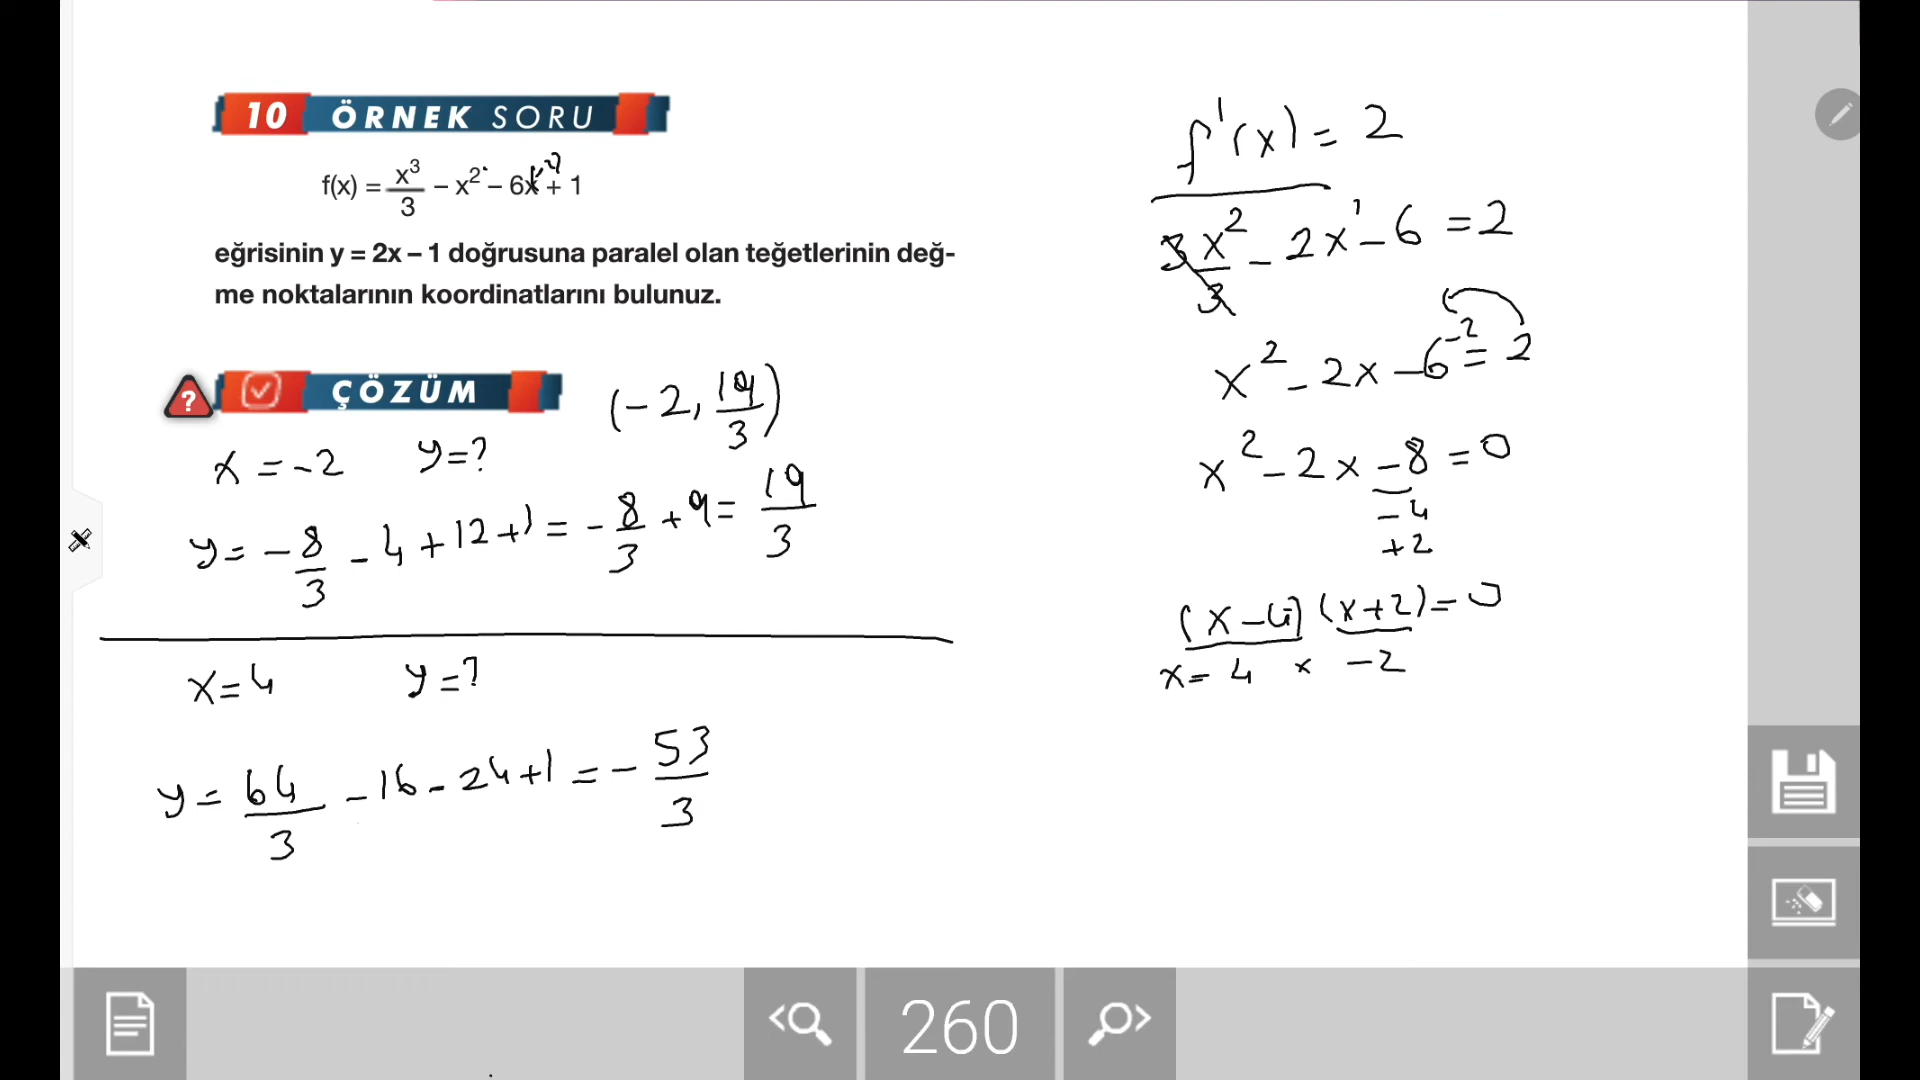 10 ÖRNEK SORU
f(x) = x³/3 – x² – 6x + 1
eğrisinin y = 2x – 1 doğrusuna paralel olan teğetlerinin değ-
me noktalarının koordinatlarını bulunuz.
? ÇÖZÜM
(-2, 19/3)
x = -2 y=?
y = -8/3 - 4 + 12 + 1 = -8/3 + 9 = 19/3
x=4 y=?
y = 64/3 - 16 - 24 + 1 = - 53/3
f'(x) = 2
3x²/3 - 2x¹ - 6 = 2
x² - 2x - 6 -2 = 2
x² - 2x - 8 = 0
-4
+2
(x-4) (x+2) = 0
x = 4 x -2
260